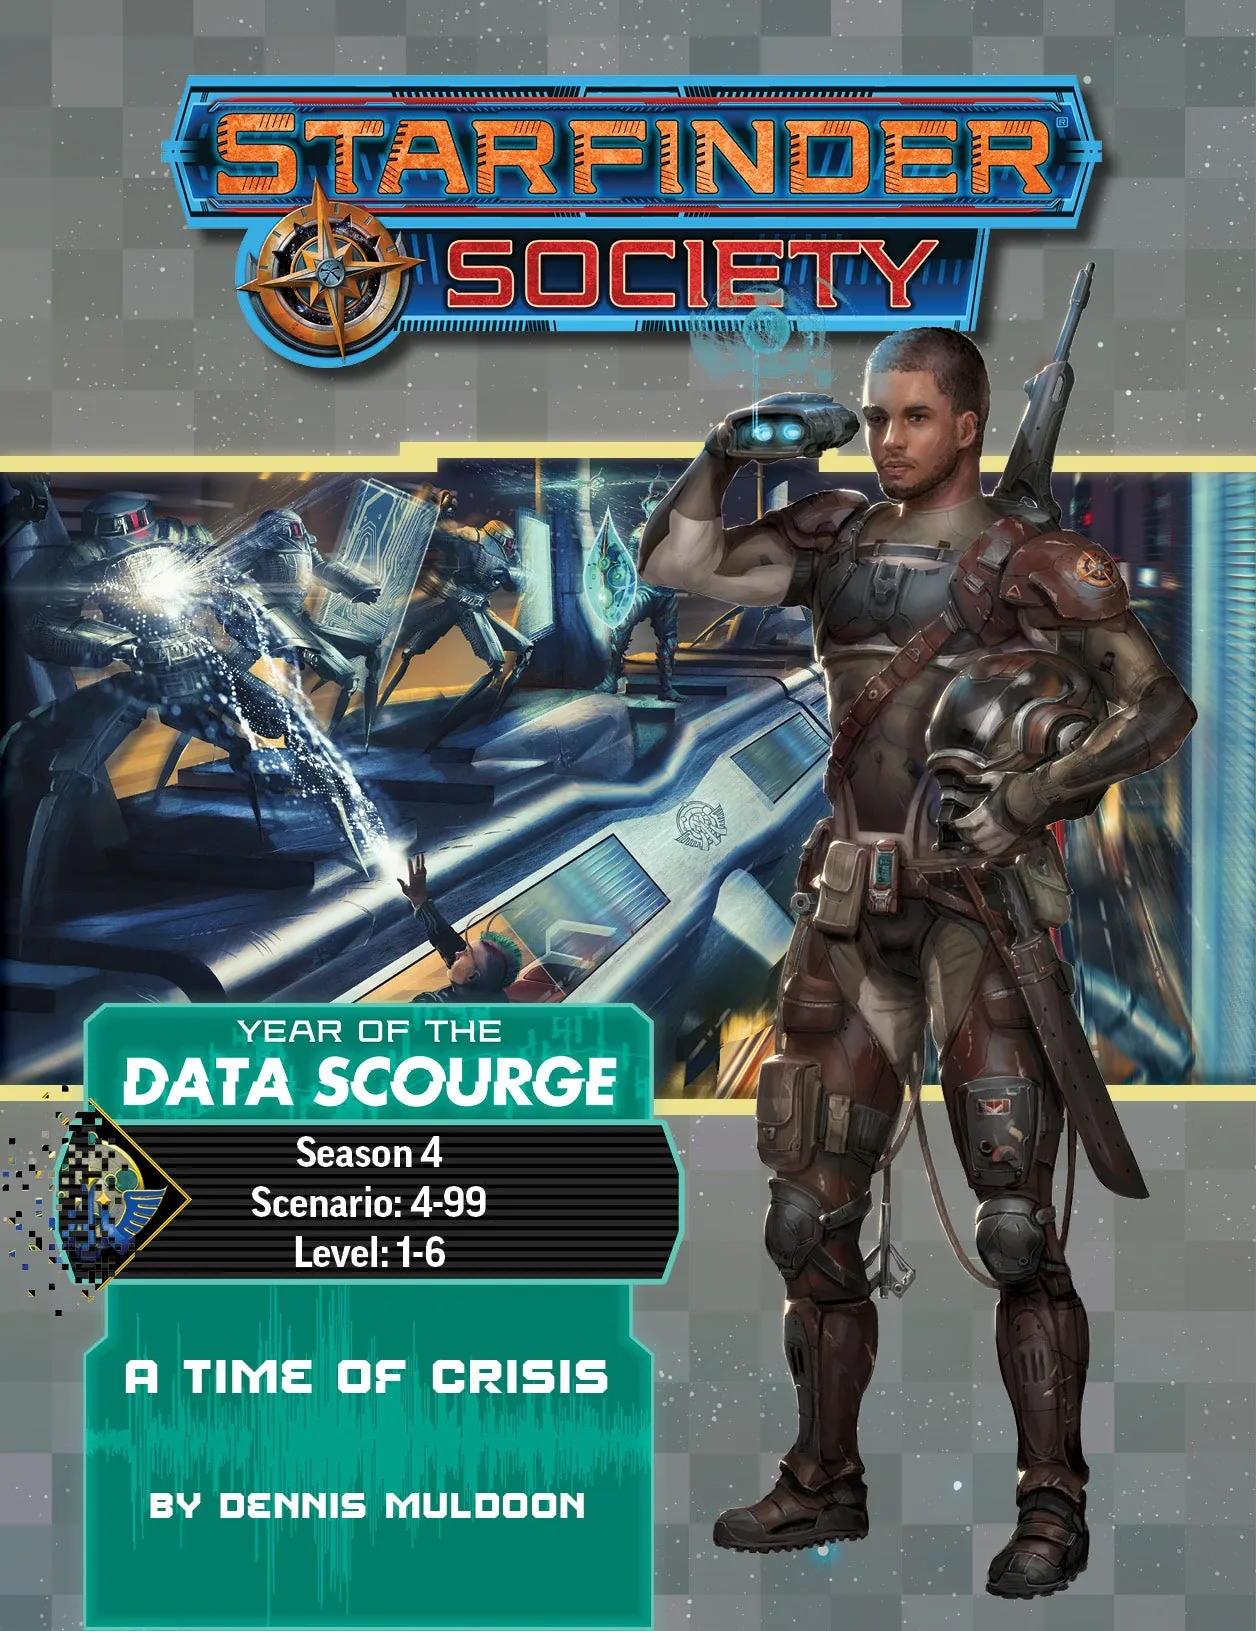 STARFINDER®
SOCIETY
YEAR OF THE
DATA SCOURGE
Season 4
Scenario: 4-99
Level: 1-6
A TIME OF CRISIS
BY DENNIS MULDOON